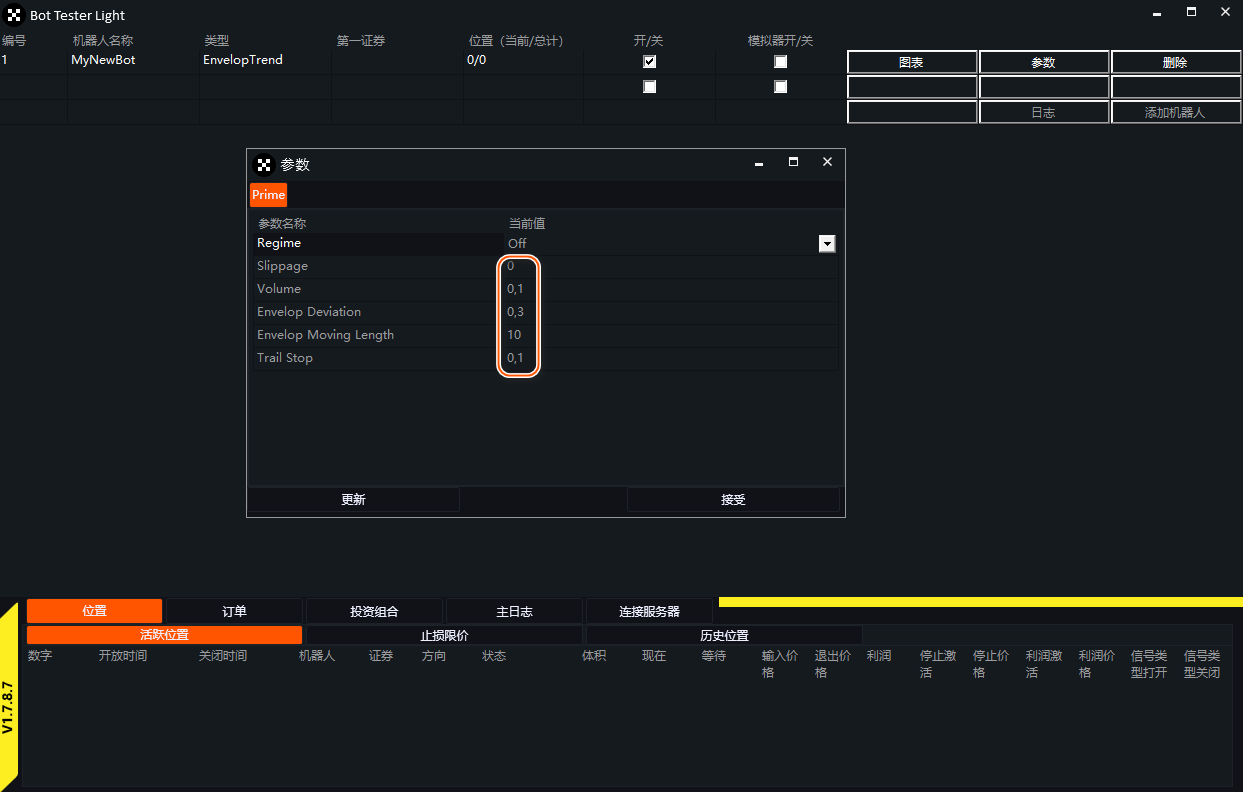 Bot Tester Light
编号 机器人名称 类型 第一证券 位置（当前/总计） 开/关 模拟器开/关
1 MyNewBot EnvelopTrend 0/0 图表 参数 删除
日志 添加机器人
参数
Prime
参数名称 当前值
Regime Off
Slippage 0
Volume 0,1
Envelop Deviation 0,3
Envelop Moving Length 10
Trail Stop 0,1
更新 接受
位置 订单 投资组合 主日志 连接服务器
活跃位置 止损限价 历史位置
数字 开放时间 关闭时间 机器人 证券 方向 状态 体积 现在 等待 输入价格 退出价格 利润 停止激活 停止价格 利润激活 利润价格 信号类型打开 信号类型关闭
V1.7.8.7